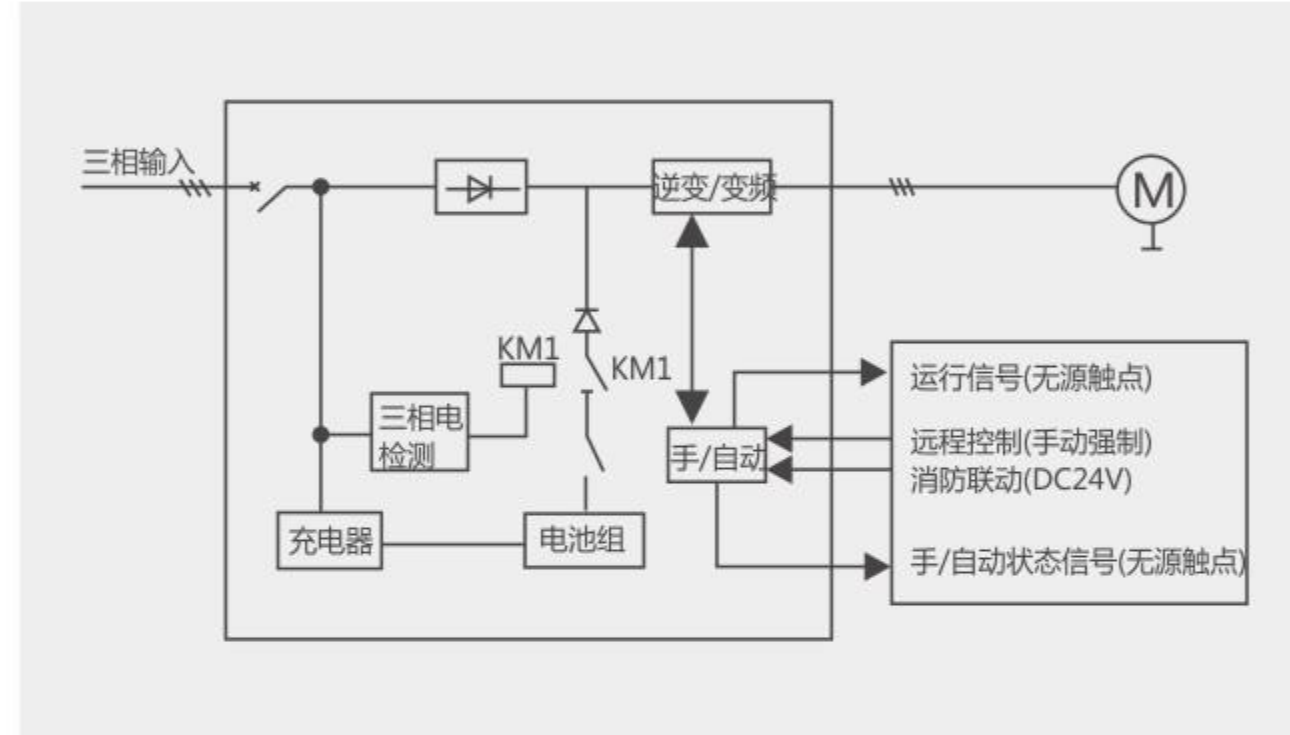 三相输入
逆变/变频
M
KM1
KM1
三相电
检测
手/自动
充电器
电池组
运行信号(无源触点)
远程控制(手动强制)
消防联动(DC24V)
手/自动状态信号(无源触点)